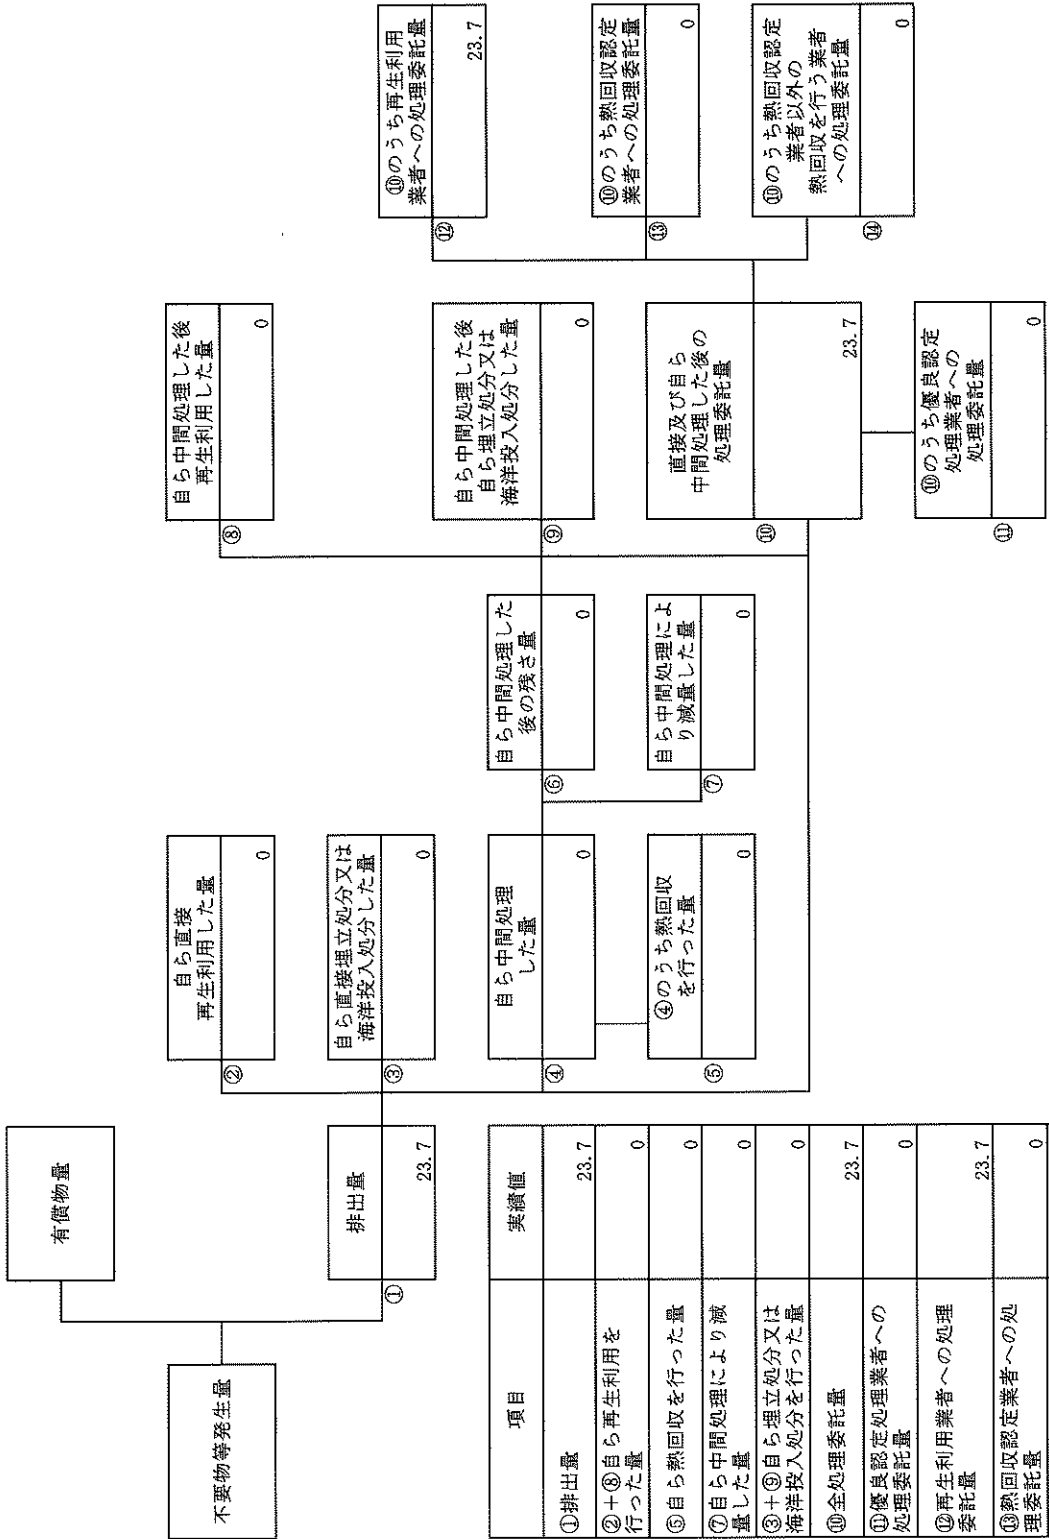 不要物等発生量
有償物量
①
排出量
23.7
②
自ら直接
再生利用した量
0
③
自ら直接埋立処分又は
海洋投入処分した量
0
④
自ら中間処理
した量
0
⑤
④のうち熱回収
を行った量
0
⑥
自ら中間処理した
後の残さ量
0
⑦
自ら中間処理によ
り減量した量
0
⑧
自ら中間処理した後
再生利用した量
0
⑨
自ら中間処理した後
自ら埋立処分又は
海洋投入処分した量
0
⑩
直接及び自ら
中間処理した後の
処理委託量
23.7
⑪
⑩のうち優良認定
処理業者への
処理委託量
0
⑫
⑩のうち再生利用
業者への処理委託量
23.7
⑬
⑩のうち熱回収認定
業者への処理委託量
0
⑭
⑩のうち熱回収認定
業者以外の
熱回収を行う業者
への処理委託量
0
項目 実績値
①排出量 23.7
②+⑧自ら再生利用を
行った量 0
⑤自ら熱回収を行った量 0
⑦自ら中間処理により減
量した量 0
③+⑨自ら埋立処分又は
海洋投入処分を行った量 0
⑩全処理委託量 23.7
⑪優良認定処理業者への
処理委託量 0
⑫再生利用業者への処理
委託量 23.7
⑬熱回収認定業者への処
理委託量 0